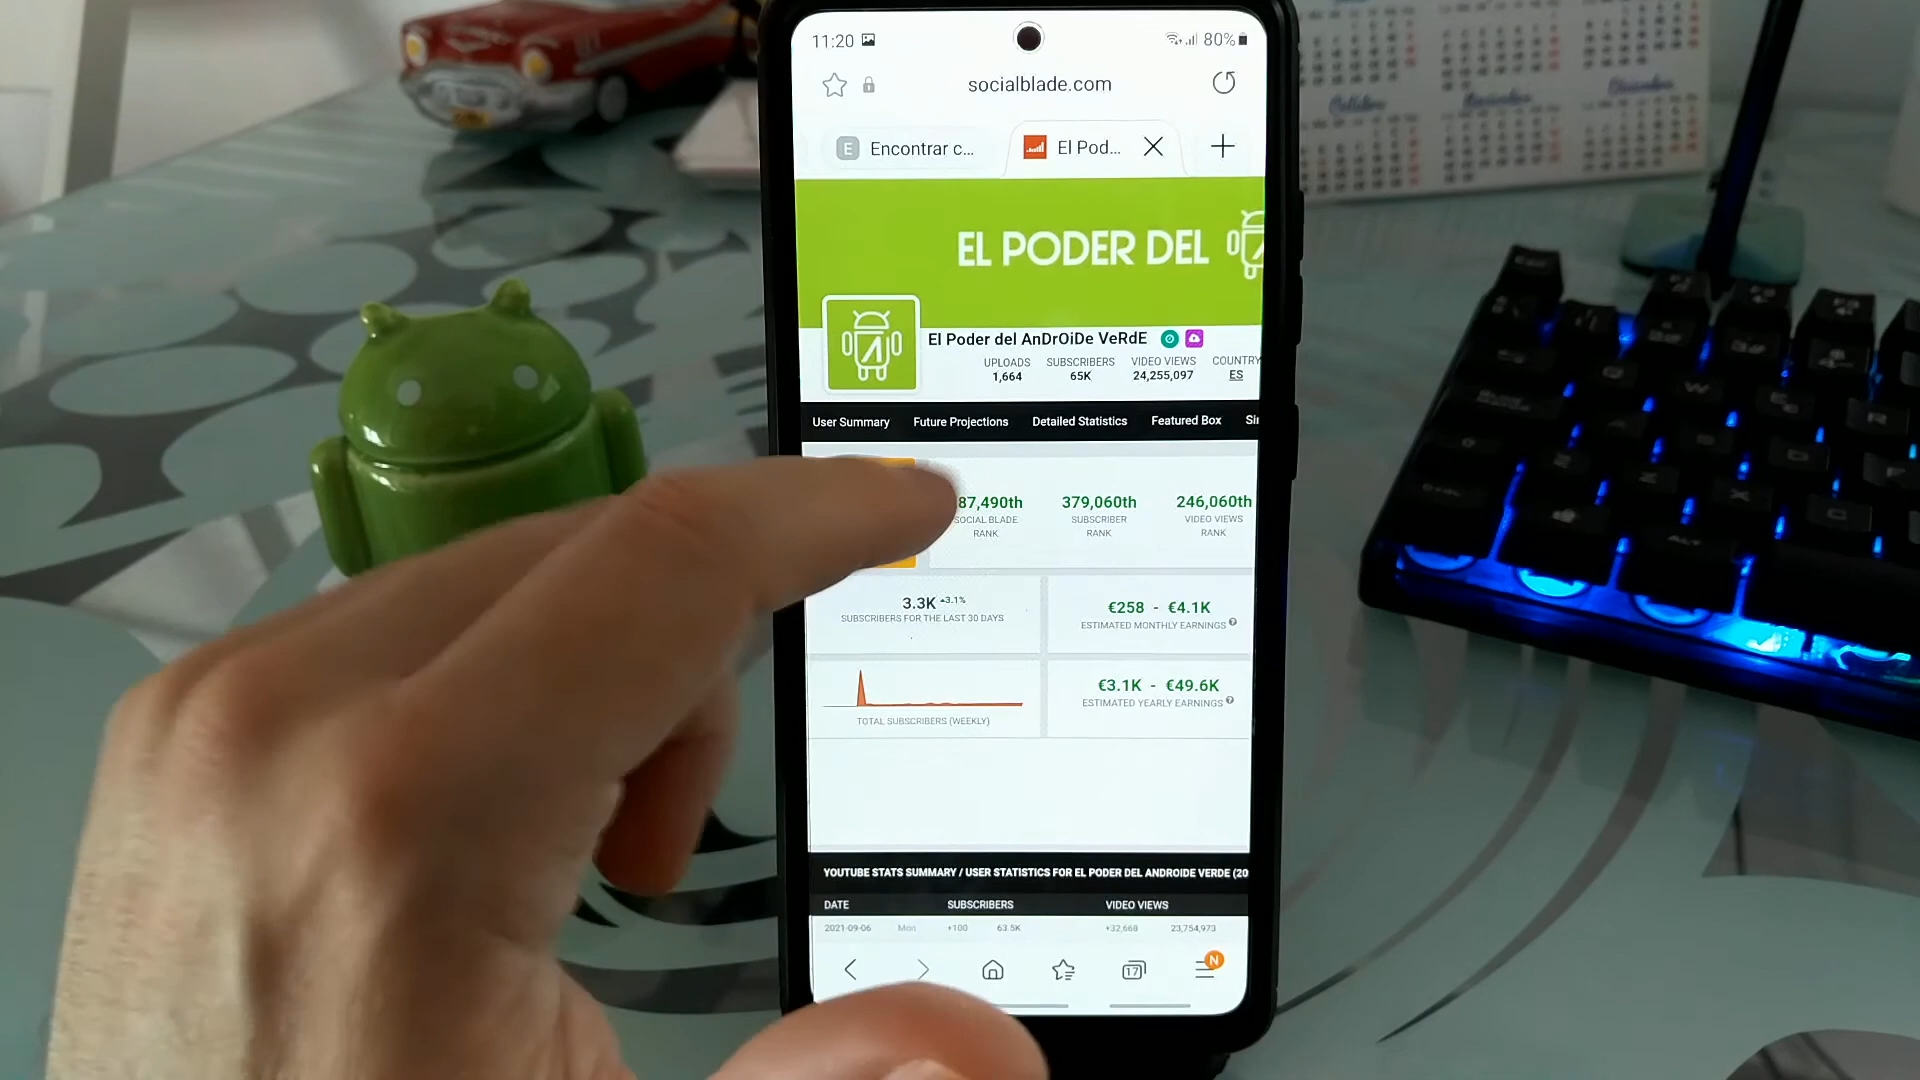 11:20 80%
socialblade.com
E Encontrar c... El Pod...
EL PODER DEL
El Poder del AnDrOiDe VeRdE
UPLOADS SUBSCRIBERS VIDEO VIEWS COUNTRY
1,664 65K 24,255,097 ES
User Summary Future Projections Detailed Statistics Featured Box
87,490th 379,060th 246,060th
SOCIAL BLADE SUBSCRIBER VIDEO VIEWS
RANK RANK RANK
3.3K 3.1% €258 - €4.1K
SUBSCRIBERS FOR THE LAST 30 DAYS ESTIMATED MONTHLY EARNINGS
€3.1K - €49.6K
TOTAL SUBSCRIBERS (WEEKLY) ESTIMATED YEARLY EARNINGS
YOUTUBE STATS SUMMARY / USER STATISTICS FOR EL PODER DEL ANDROIDE VERDE (20
DATE SUBSCRIBERS VIDEO VIEWS
2021-09-06 Mon +100 63.5K +32,668 23,754,973
17 N